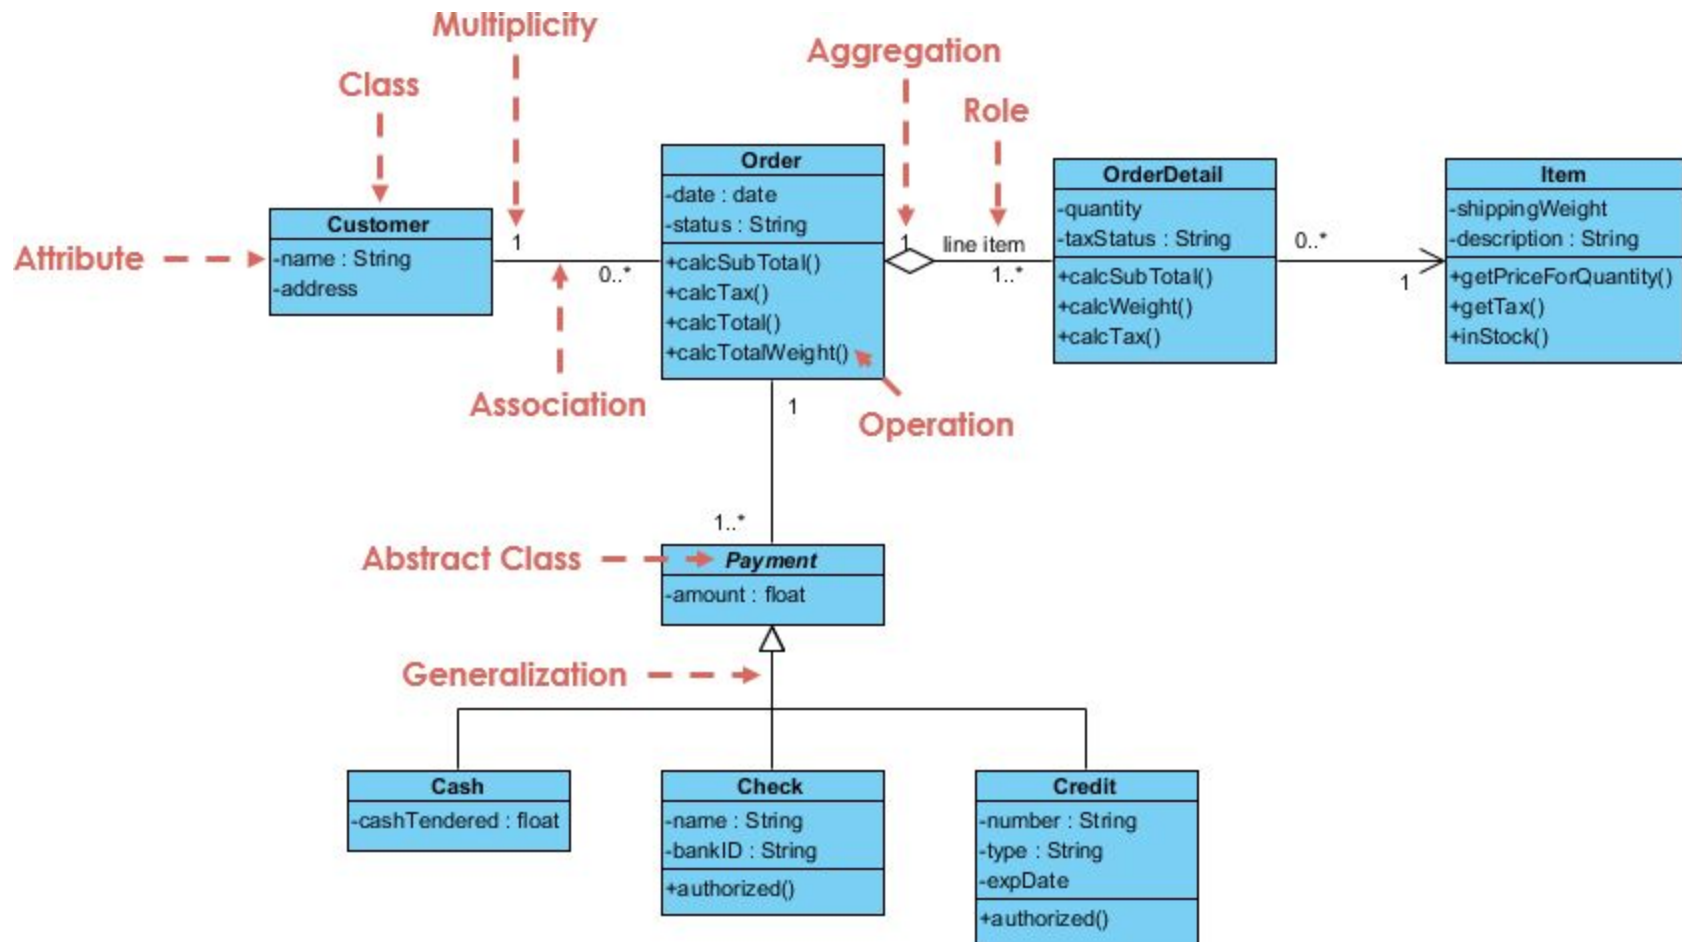 Multiplicity
Aggregation
Class
Role
Order
-date : date
-status : String
+calcSubTotal()
+calcTax()
+calcTotal()
+calcTotalWeight()
OrderDetail
-quantity
-taxStatus : String
+calcSubTotal()
+calcWeight()
+calcTax()
Item
-shippingWeight
-description : String
+getPriceForQuantity()
+getTax()
+inStock()
Customer
-name : String
-address
Attribute
1
0..*
1
line item
1..*
0..*
1
Association
Operation
1
1..*
Abstract Class
Payment
-amount : float
Generalization
Cash
-cashTendered : float
Check
-name : String
-bankID : String
+authorized()
Credit
-number : String
-type : String
-expDate
+authorized()